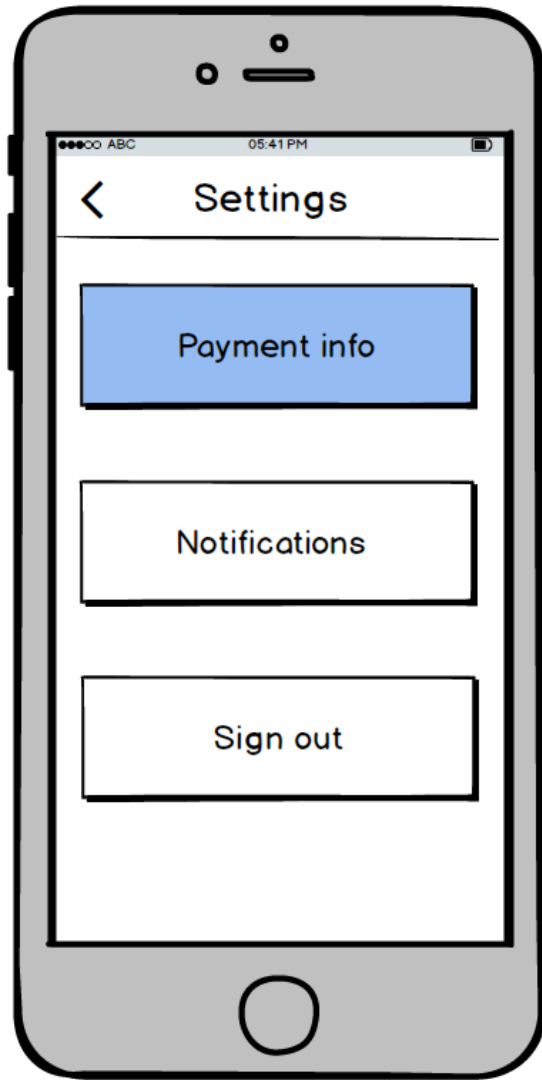 ABC 05:41 PM
Settings
Payment info
Notifications
Sign out